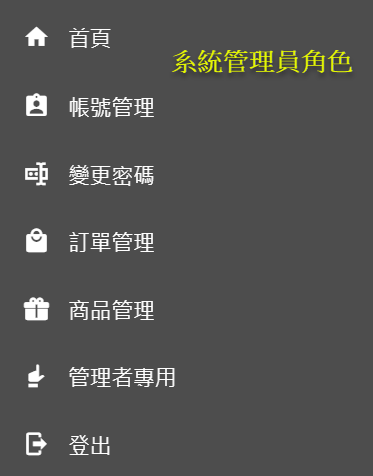 首頁
系統管理員角色
帳號管理
變更密碼
訂單管理
商品管理
管理者專用
登出